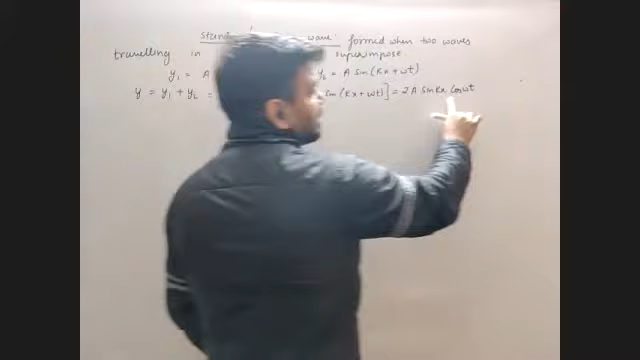 stan wave: formed when two waves
travelling in superimpose.
y₁ = A y₂ = A Sin (Kx + ωt)
y = y₁ + y₂ = Sin (Kx + ωt)] = 2A Sin Kx Cos ωt